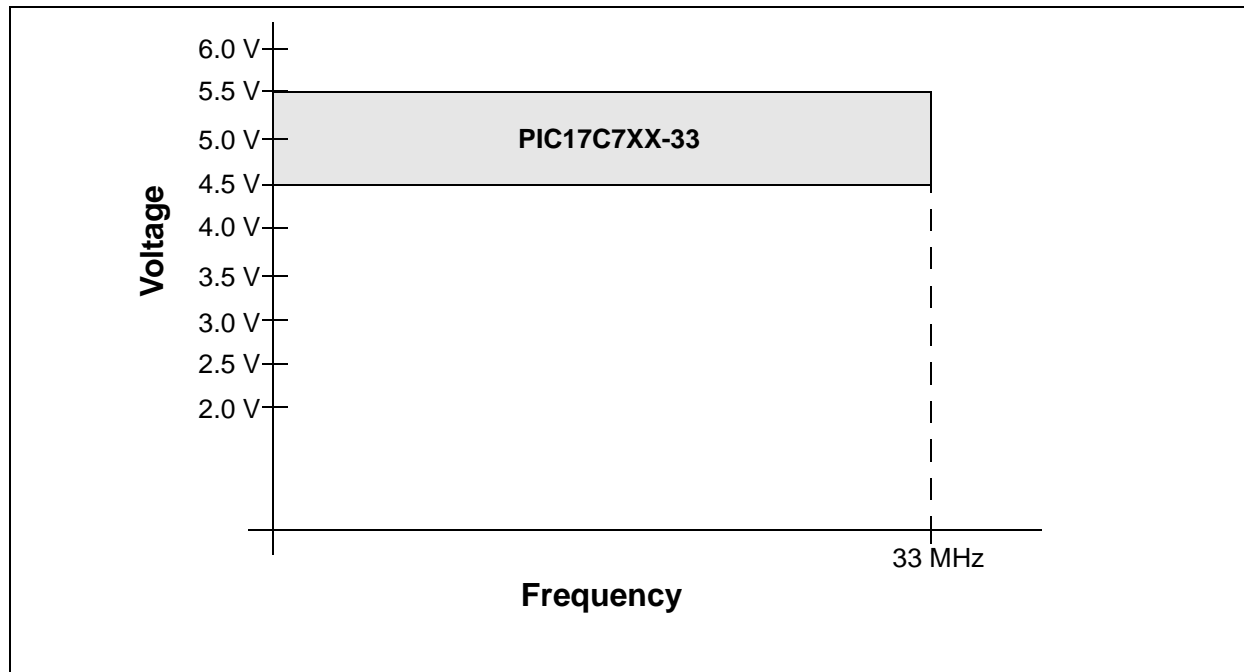 6.0 V
5.5 V
5.0 V
4.5 V
4.0 V
3.5 V
3.0 V
2.5 V
2.0 V
Voltage
PIC17C7XX-33
33 MHz
Frequency